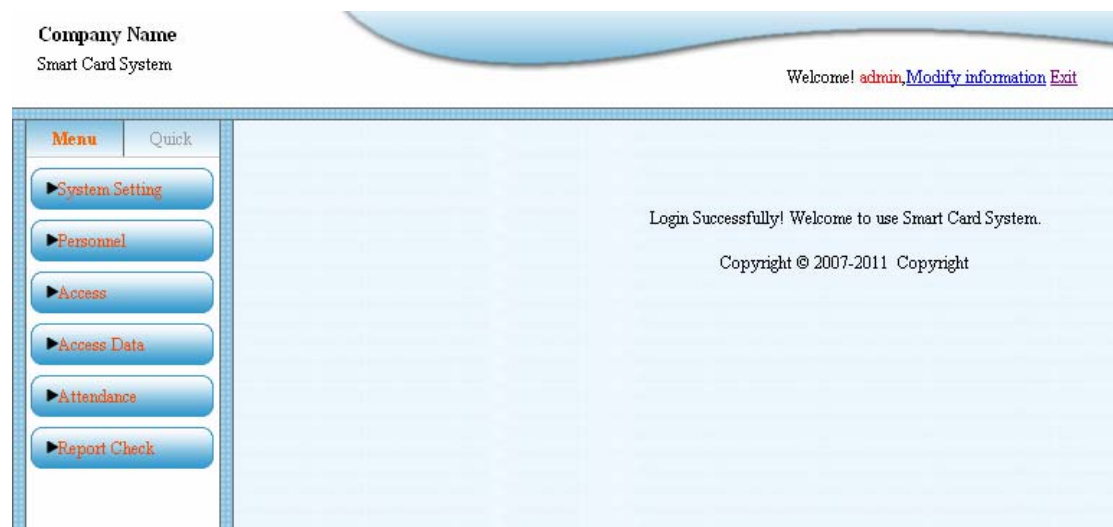 Company Name
Smart Card System
Welcome! admin,Modify information Exit
Menu Quick
►System Setting
►Personnel
►Access
►Access Data
►Attendance
►Report Check
Login Successfully! Welcome to use Smart Card System.
Copyright © 2007-2011 Copyright